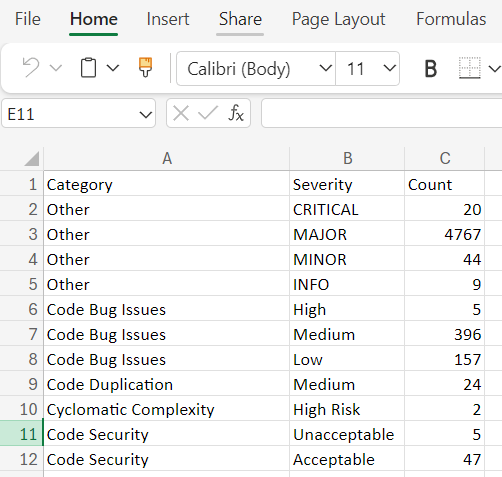 File Home Insert Share Page Layout Formulas
Calibri (Body) 11 B
E11 fx
A B C
1 Category Severity Count
2 Other CRITICAL 20
3 Other MAJOR 4767
4 Other MINOR 44
5 Other INFO 9
6 Code Bug Issues High 5
7 Code Bug Issues Medium 396
8 Code Bug Issues Low 157
9 Code Duplication Medium 24
10 Cyclomatic Complexity High Risk 2
11 Code Security Unacceptable 5
12 Code Security Acceptable 47